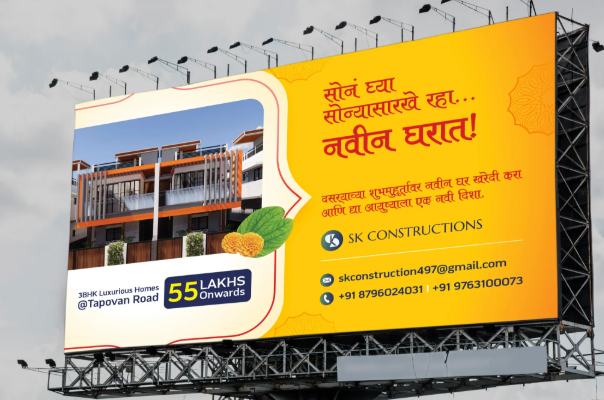 सोनं घ्या
सोन्यासारखे रहा...
नवीन घरात!
दसऱ्याच्या शुभमुहूर्तावर नवीन घर खरेदी करा
आणि द्या आयुष्याला एक नवी दिशा.
SK CONSTRUCTIONS
skconstruction497@gmail.com
+91 8796024031 | +91 9763100073
3BHK Luxurious Homes
@Tapovan Road
55 LAKHS
Onwards